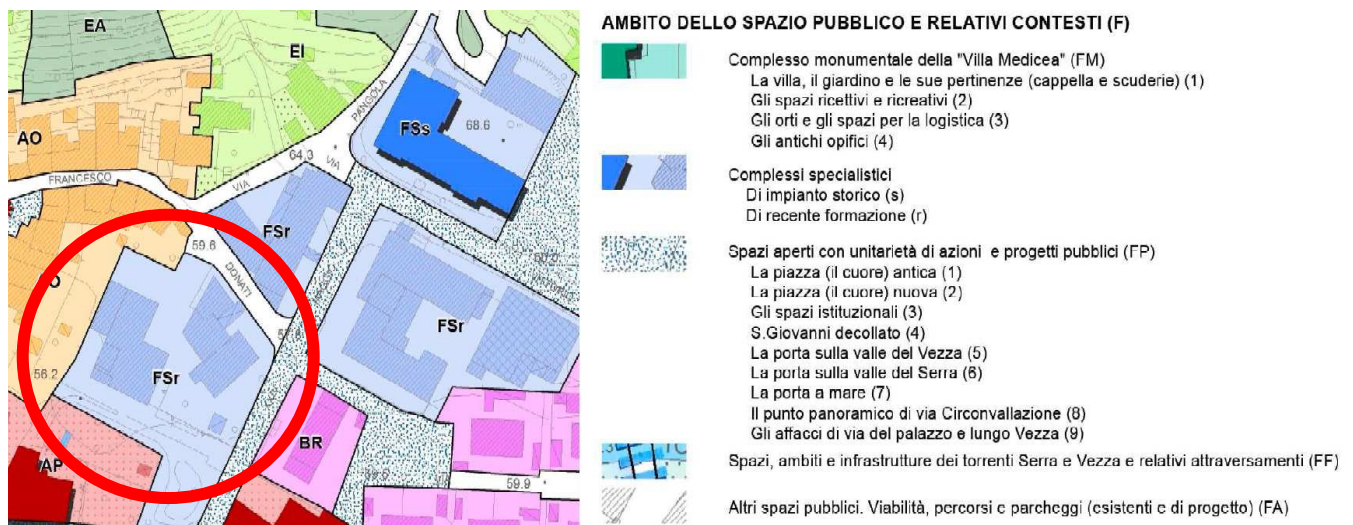 EA
EI
AO
FSs
68.6
PANGOLA
VIA
64.3
VIA
FRANCESCO
FSr
59.6
DONATI
O
FSr
56.2
FSr
BR
AP
59.9
AMBITO DELLO SPAZIO PUBBLICO E RELATIVI CONTESTI (F)
Complesso monumentale della "Villa Medicea" (FM)
La villa, il giardino e le sue pertinenze (cappella e scuderie) (1)
Gli spazi ricettivi e ricreativi (2)
Gli orti e gli spazi per la logistica (3)
Gli antichi opifici (4)
Complessi specialistici
Di impianto storico (s)
Di recente formazione (r)
Spazi aperti con unitarietà di azioni e progetti pubblici (FP)
La piazza (il cuore) antica (1)
La piazza (il cuore) nuova (2)
Gli spazi istituzionali (3)
S.Giovanni decollato (4)
La porta sulla valle del Vezza (5)
La porta sulla valle del Serra (6)
La porta a mare (7)
Il punto panoramico di via Circonvallazione (8)
Gli affacci di via del palazzo e lungo Vezza (9)
Spazi, ambiti e infrastrutture dei torrenti Serra e Vezza e relativi attraversamenti (FF)
Altri spazi pubblici. Viabilità, percorsi e parcheggi (esistenti e di progetto) (FA)